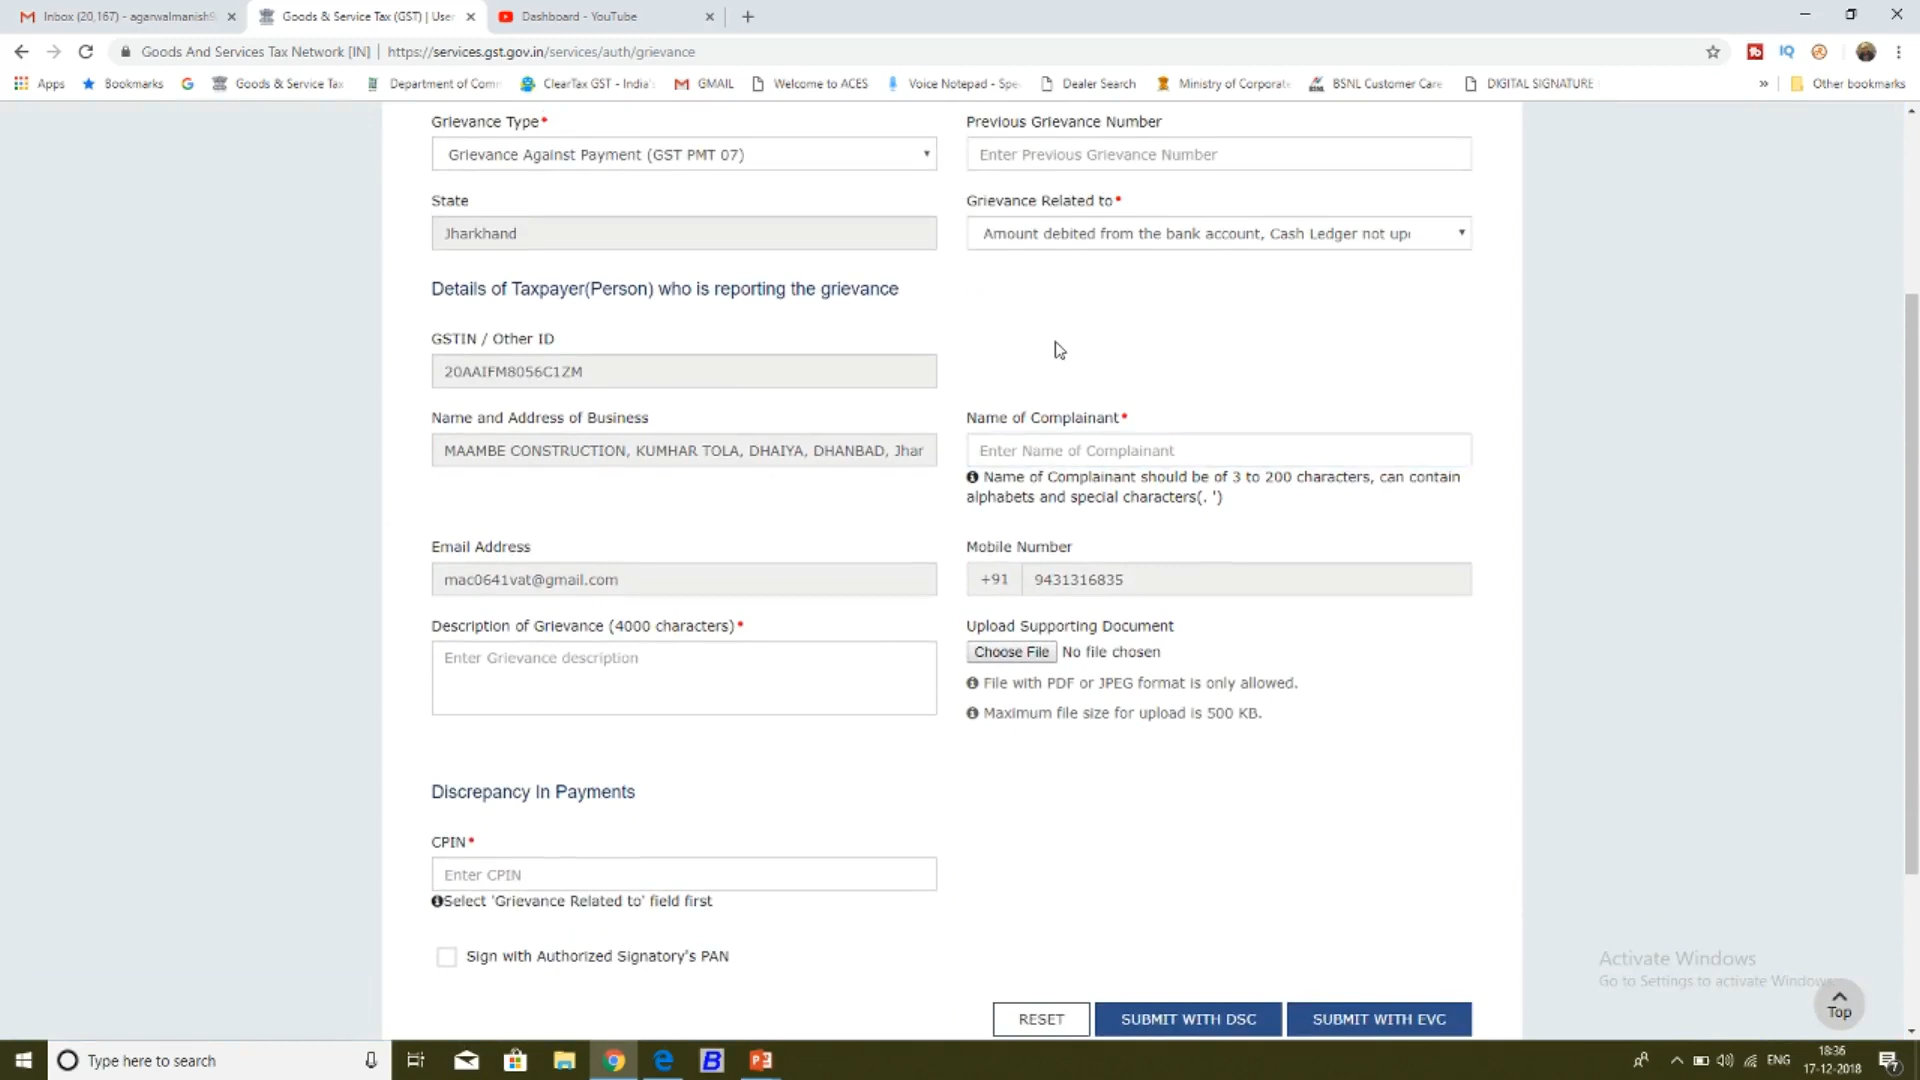 Inbox (20,167) - agarwalmanish9
Goods & Service Tax (GST) | User
Dashboard - YouTube
Goods And Services Tax Network [IN] | https://services.gst.gov.in/services/auth/grievance
Apps Bookmarks Goods & Service Tax Department of Comm ClearTax GST - India's GMAIL Welcome to ACES Voice Notepad - Spe Dealer Search Ministry of Corporate BSNL Customer Care DIGITAL SIGNATURE » Other bookmarks
Grievance Type* Previous Grievance Number
Grievance Against Payment (GST PMT 07) Enter Previous Grievance Number
State Grievance Related to*
Jharkhand Amount debited from the bank account, Cash Ledger not up
Details of Taxpayer(Person) who is reporting the grievance
GSTIN / Other ID
20AAIFM8056C1ZM
Name and Address of Business Name of Complainant*
MAAMBE CONSTRUCTION, KUMHAR TOLA, DHAIYA, DHANBAD, Jhar Enter Name of Complainant
Name of Complainant should be of 3 to 200 characters, can contain
alphabets and special characters(. ')
Email Address Mobile Number
mac0641vat@gmail.com +91 9431316835
Description of Grievance (4000 characters)* Upload Supporting Document
Enter Grievance description Choose File No file chosen
File with PDF or JPEG format is only allowed.
Maximum file size for upload is 500 KB.
Discrepancy In Payments
CPIN*
Enter CPIN
Select 'Grievance Related to' field first
Sign with Authorized Signatory's PAN
Activate Windows
Go to Settings to activate Windows.
Top
RESET SUBMIT WITH DSC SUBMIT WITH EVC
Type here to search
ENG
18:36
17-12-2018
7